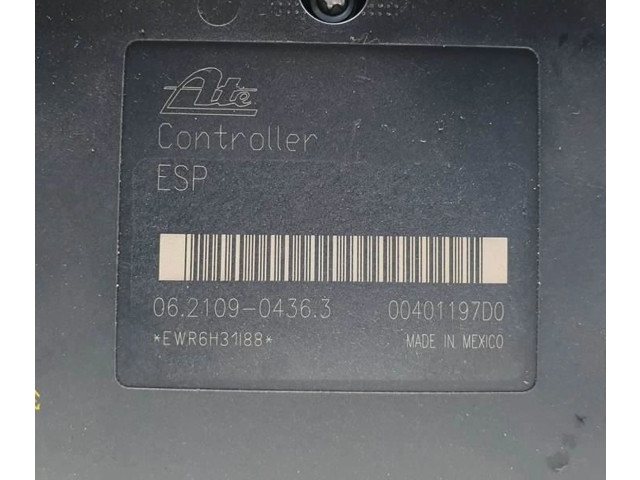 Ate
Controller
ESP
06.2109-0436.3 00401197D0
*EWR6H31I88* MADE IN MEXICO